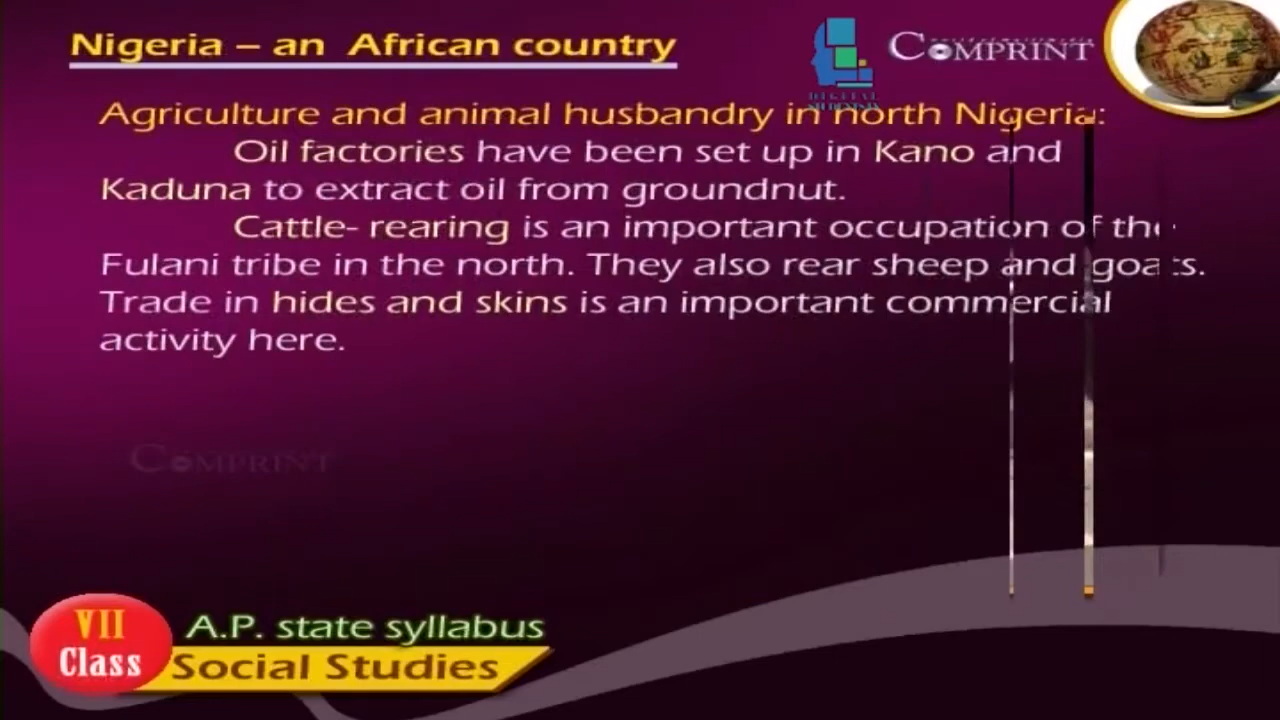 Nigeria – an African country
COMPRINT
Agriculture and animal husbandry in north Nigeria:
Oil factories have been set up in Kano and
Kaduna to extract oil from groundnut.
Cattle- rearing is an important occupation of the
Fulani tribe in the north. They also rear sheep and goats.
Trade in hides and skins is an important commercial
activity here.
COMPRINT
VII
Class
A.P. state syllabus
Social Studies